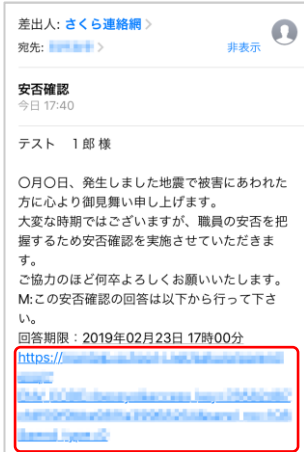 差出人: さくら連絡網 >
宛先: >
非表示
安否確認
今日 17:40
テスト　１郎 様
〇月〇日、発生しました地震で被害にあわれた
方に心より御見舞い申し上げます。
大変な時期ではございますが、職員の安否を把
握するため安否確認を実施させていただきま
す。
ご協力のほど何卒よろしくお願いいたします。
M:この安否確認の回答は以下から行って下さ
い。
回答期限：2019年02月23日 17時00分
https://